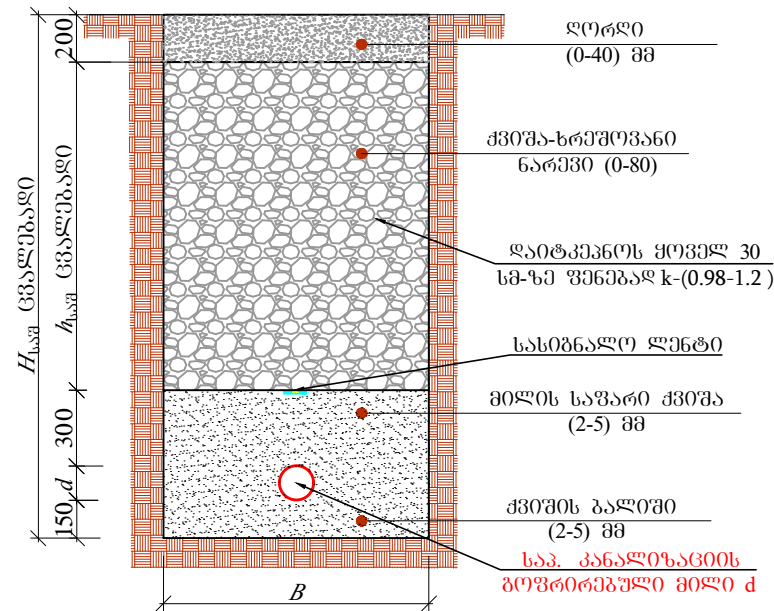 200
ღორღი
(0-40) მმ
ქვიშა-ხრეშოვანი
ნარევი (0-80)
დაიტკეპნოს ყოველ 30
სმ-ზე ფენებად k-(0.98-1.2 )
სასიგნალო ლენტი
მილის საფარი ქვიშა
(2-5) მმ
ქვიშის ბალიში
(2-5) მმ
საპ. კანალიზაციის
გოფრირებული მილი d
Hსაშ ცვალებადი
hსაშ ცვალებადი
300
d
150
B